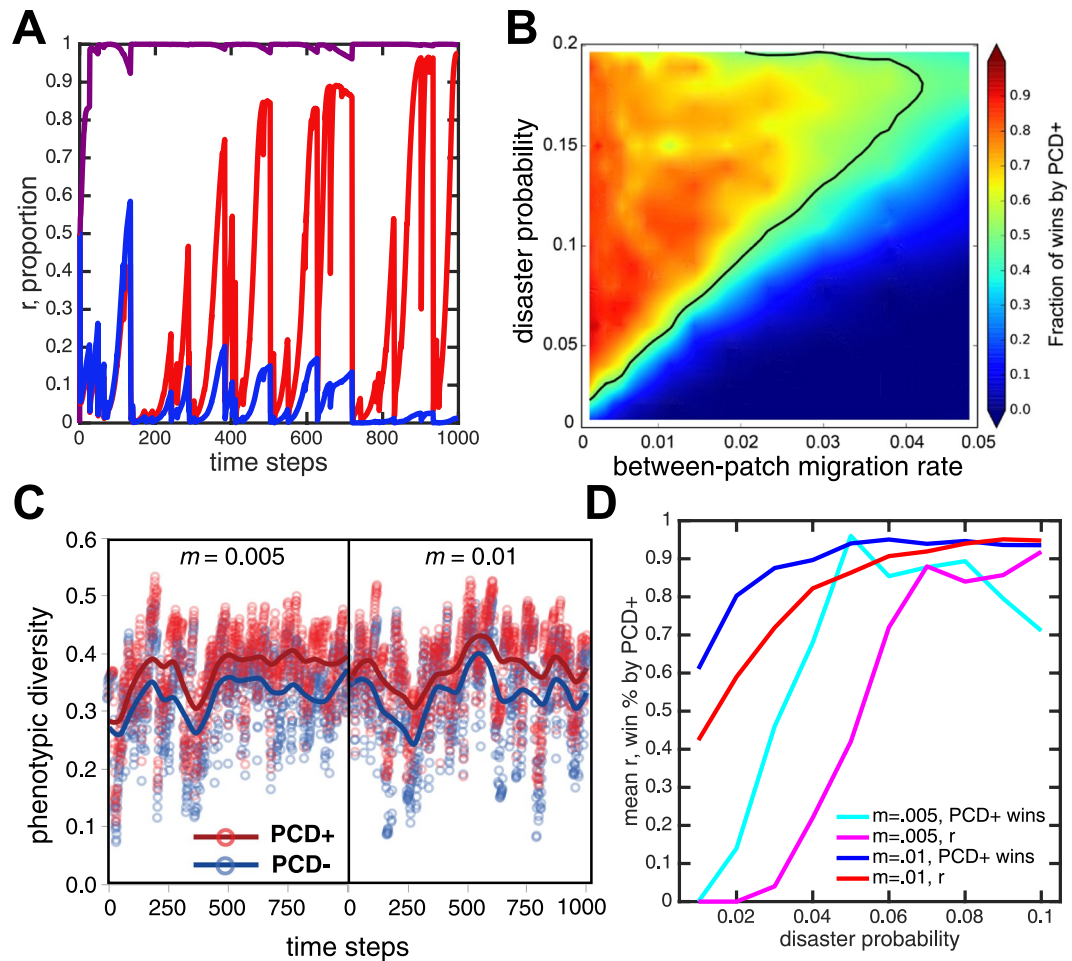 A
1
0.9
0.8
0.7
0.6
0.5
0.4
0.3
0.2
0.1
0
r, proportion
0 200 400 600 800 1000
time steps
B
0.2
0.15
0.1
0.05
0
disaster probability
0 0.01 0.02 0.03 0.04 0.05
between-patch migration rate
0.9
0.8
0.7
0.6
0.5
0.4
0.3
0.2
0.1
0.0
Fraction of wins by PCD+
C
0.6
0.5
0.4
0.3
0.2
0.1
0.0
phenotypic diversity
m = 0.005 m = 0.01
PCD+
PCD-
0 250 500 750 0 250 500 750 1000
time steps
D
1
0.9
0.8
0.7
0.6
0.5
0.4
0.3
0.2
0.1
0
mean r, win % by PCD+
m=.005, PCD+ wins
m=.005, r
m=.01, PCD+ wins
m=.01, r
0.02 0.04 0.06 0.08 0.1
disaster probability